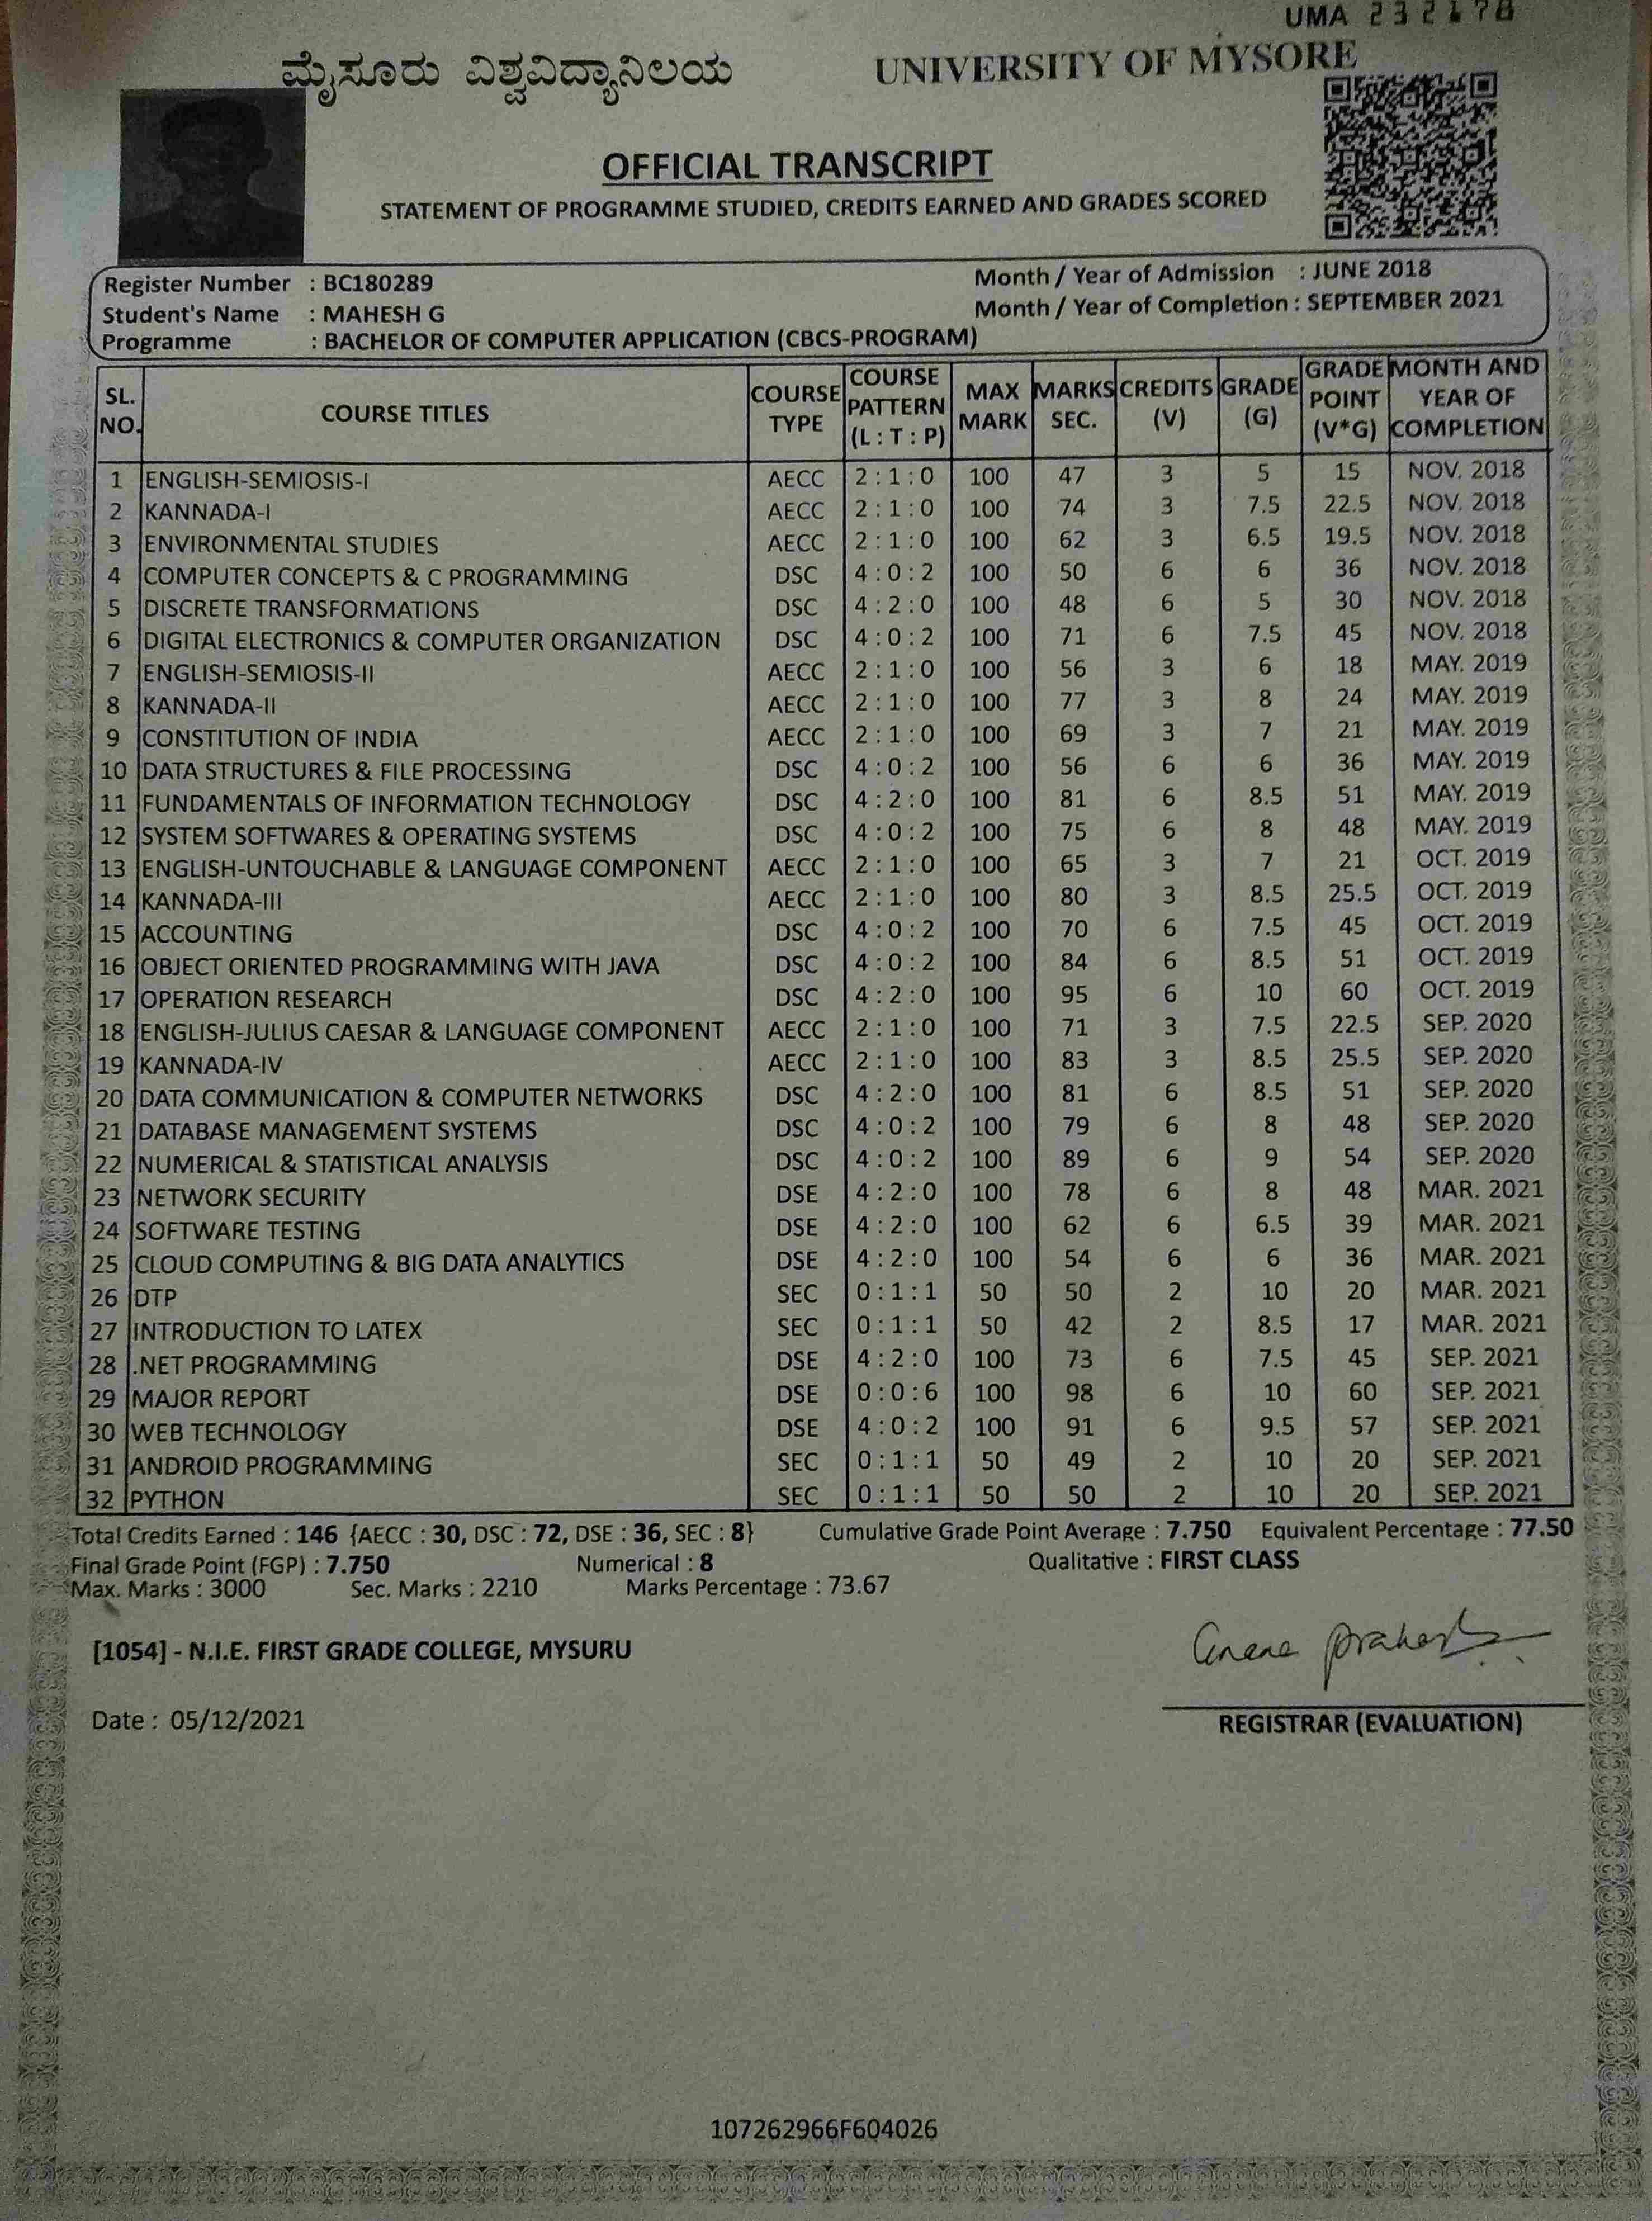 UMA 232178
ಮೈಸೂರು ವಿಶ್ವವಿದ್ಯಾನಿಲಯ UNIVERSITY OF MYSORE
OFFICIAL TRANSCRIPT
STATEMENT OF PROGRAMME STUDIED, CREDITS EARNED AND GRADES SCORED
Register Number : BC180289 Month / Year of Admission : JUNE 2018
Student's Name : MAHESH G Month / Year of Completion : SEPTEMBER 2021
Programme : BACHELOR OF COMPUTER APPLICATION (CBCS-PROGRAM)
SL. NO. COURSE TITLES COURSE TYPE COURSE PATTERN (L : T : P) MAX MARK MARKS SEC. CREDITS (V) GRADE (G) GRADE POINT (V*G) MONTH AND YEAR OF COMPLETION
1 ENGLISH-SEMIOSIS-I AECC 2 : 1 : 0 100 47 3 5 15 NOV. 2018
2 KANNADA-I AECC 2 : 1 : 0 100 74 3 7.5 22.5 NOV. 2018
3 ENVIRONMENTAL STUDIES AECC 2 : 1 : 0 100 62 3 6.5 19.5 NOV. 2018
4 COMPUTER CONCEPTS & C PROGRAMMING DSC 4 : 0 : 2 100 50 6 6 36 NOV. 2018
5 DISCRETE TRANSFORMATIONS DSC 4 : 2 : 0 100 48 6 5 30 NOV. 2018
6 DIGITAL ELECTRONICS & COMPUTER ORGANIZATION DSC 4 : 0 : 2 100 71 6 7.5 45 NOV. 2018
7 ENGLISH-SEMIOSIS-II AECC 2 : 1 : 0 100 56 3 6 18 MAY. 2019
8 KANNADA-II AECC 2 : 1 : 0 100 77 3 8 24 MAY. 2019
9 CONSTITUTION OF INDIA AECC 2 : 1 : 0 100 69 3 7 21 MAY. 2019
10 DATA STRUCTURES & FILE PROCESSING DSC 4 : 0 : 2 100 56 6 6 36 MAY. 2019
11 FUNDAMENTALS OF INFORMATION TECHNOLOGY DSC 4 : 2 : 0 100 81 6 8.5 51 MAY. 2019
12 SYSTEM SOFTWARES & OPERATING SYSTEMS DSC 4 : 0 : 2 100 75 6 8 48 MAY. 2019
13 ENGLISH-UNTOUCHABLE & LANGUAGE COMPONENT AECC 2 : 1 : 0 100 65 3 7 21 OCT. 2019
14 KANNADA-III AECC 2 : 1 : 0 100 80 3 8.5 25.5 OCT. 2019
15 ACCOUNTING DSC 4 : 0 : 2 100 70 6 7.5 45 OCT. 2019
16 OBJECT ORIENTED PROGRAMMING WITH JAVA DSC 4 : 0 : 2 100 84 6 8.5 51 OCT. 2019
17 OPERATION RESEARCH DSC 4 : 2 : 0 100 95 6 10 60 OCT. 2019
18 ENGLISH-JULIUS CAESAR & LANGUAGE COMPONENT AECC 2 : 1 : 0 100 71 3 7.5 22.5 SEP. 2020
19 KANNADA-IV AECC 2 : 1 : 0 100 83 3 8.5 25.5 SEP. 2020
20 DATA COMMUNICATION & COMPUTER NETWORKS DSC 4 : 2 : 0 100 81 6 8.5 51 SEP. 2020
21 DATABASE MANAGEMENT SYSTEMS DSC 4 : 0 : 2 100 79 6 8 48 SEP. 2020
22 NUMERICAL & STATISTICAL ANALYSIS DSC 4 : 0 : 2 100 89 6 9 54 SEP. 2020
23 NETWORK SECURITY DSE 4 : 2 : 0 100 78 6 8 48 MAR. 2021
24 SOFTWARE TESTING DSE 4 : 2 : 0 100 62 6 6.5 39 MAR. 2021
25 CLOUD COMPUTING & BIG DATA ANALYTICS DSE 4 : 2 : 0 100 54 6 6 36 MAR. 2021
26 DTP SEC 0 : 1 : 1 50 50 2 10 20 MAR. 2021
27 INTRODUCTION TO LATEX SEC 0 : 1 : 1 50 42 2 8.5 17 MAR. 2021
28 .NET PROGRAMMING DSE 4 : 2 : 0 100 73 6 7.5 45 SEP. 2021
29 MAJOR REPORT DSE 0 : 0 : 6 100 98 6 10 60 SEP. 2021
30 WEB TECHNOLOGY DSE 4 : 0 : 2 100 91 6 9.5 57 SEP. 2021
31 ANDROID PROGRAMMING SEC 0 : 1 : 1 50 49 2 10 20 SEP. 2021
32 PYTHON SEC 0 : 1 : 1 50 50 2 10 20 SEP. 2021
Total Credits Earned : 146 {AECC : 30, DSC : 72, DSE : 36, SEC : 8} Cumulative Grade Point Average : 7.750 Equivalent Percentage : 77.50
Final Grade Point (FGP) : 7.750 Numerical : 8 Qualitative : FIRST CLASS
Max. Marks : 3000 Sec. Marks : 2210 Marks Percentage : 73.67
[1054] - N.I.E. FIRST GRADE COLLEGE, MYSURU
Date : 05/12/2021
REGISTRAR (EVALUATION)
107262966F604026